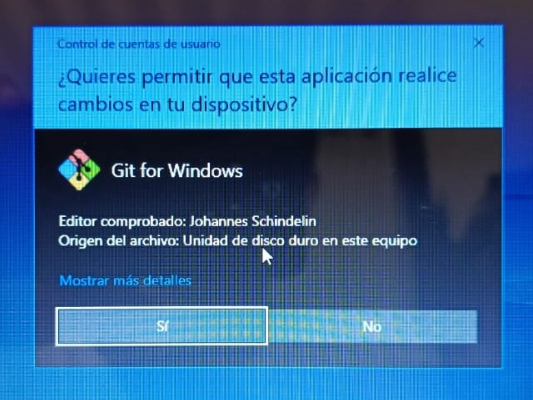 Control de cuentas de usuario
¿Quieres permitir que esta aplicación realice
cambios en tu dispositivo?
Git for Windows
Editor comprobado: Johannes Schindelin
Origen del archivo: Unidad de disco duro en este equipo
Mostrar más detalles
Sí
No